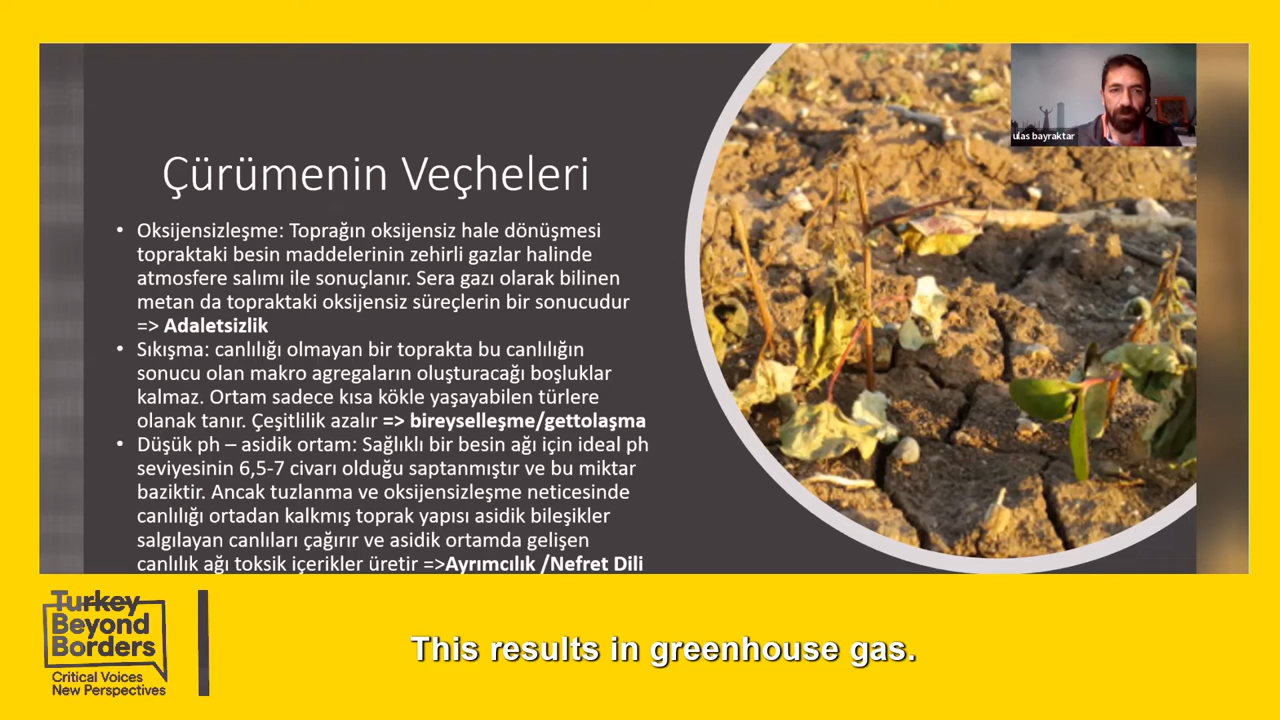 ulas bayraktar
Çürümenin Veçheleri
• Oksijensizleşme: Toprağın oksijensiz hale dönüşmesi
topraktaki besin maddelerinin zehirli gazlar halinde
atmosfere salımı ile sonuçlanır. Sera gazı olarak bilinen
metan da topraktaki oksijensiz süreçlerin bir sonucudur
=> Adaletsizlik
• Sıkışma: canlılığı olmayan bir toprakta bu canlılığın
sonucu olan makro agregaların oluşturacağı boşluklar
kalmaz. Ortam sadece kısa kökle yaşayabilen türlere
olanak tanır. Çeşitlilik azalır => bireyselleşme/gettolaşma
• Düşük ph – asidik ortam: Sağlıklı bir besin ağı için ideal ph
seviyesinin 6,5-7 civarı olduğu saptanmıştır ve bu miktar
baziktir. Ancak tuzlanma ve oksijensizleşme neticesinde
canlılığı ortadan kalkmış toprak yapısı asidik bileşikler
salgılayan canlıları çağırır ve asidik ortamda gelişen
canlılık ağı toksik içerikler üretir =>Ayrımcılık /Nefret Dili
Turkey
Beyond
Borders
Critical Voices
New Perspectives
This results in greenhouse gas.